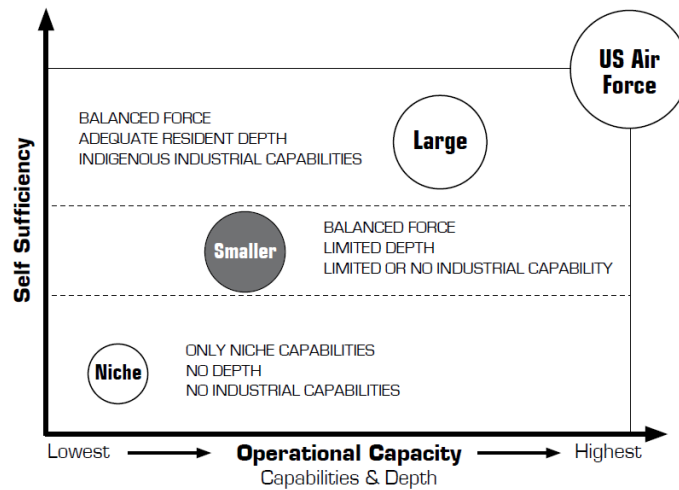 US Air
Force
BALANCED FORCE
ADEQUATE RESIDENT DEPTH
INDIGENOUS INDUSTRIAL CAPABILITIES
Large
Self Sufficiency
Smaller
BALANCED FORCE
LIMITED DEPTH
LIMITED OR NO INDUSTRIAL CAPABILITY
Niche
ONLY NICHE CAPABILITIES
NO DEPTH
NO INDUSTRIAL CAPABILITIES
Lowest Operational Capacity Highest
Capabilities & Depth